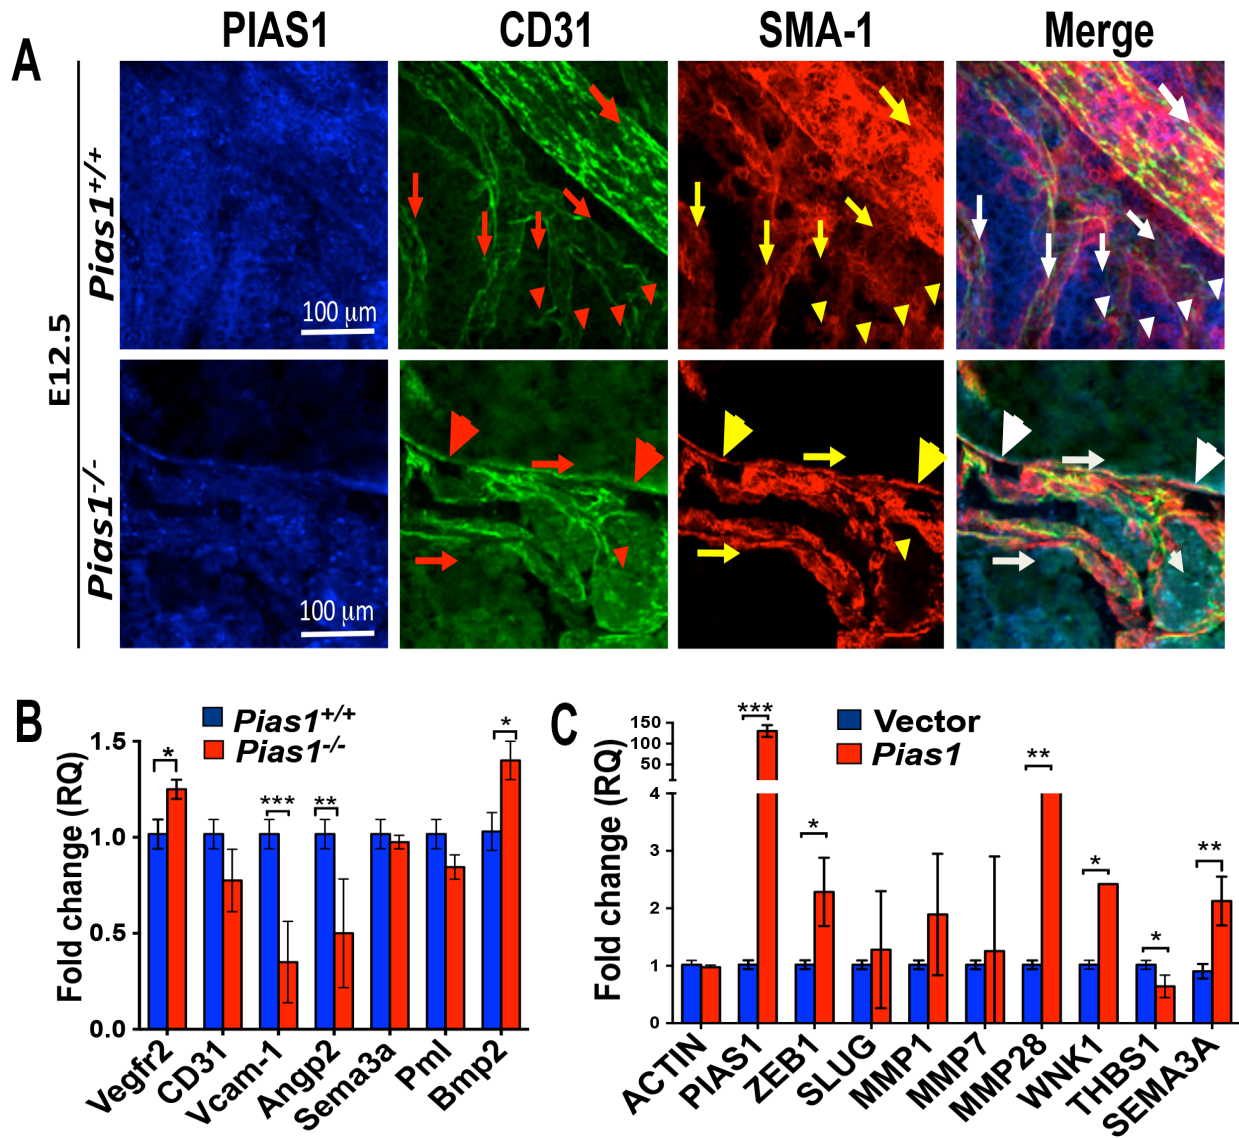 PIAS1 CD31 SMA-1 Merge
A
E12.5
Pias1+/+
100 µm
Pias1-/-
100 µm
B
Pias1+/+
Pias1-/-
Fold change (RQ)
1.5
1.0
0.5
0.0
* *** ** *
Vegfr2 CD31 Vcam-1 Angp2 Sema3a Pml Bmp2
C
Vector
Pias1
Fold change (RQ)
150
100
50
4
3
2
1
0
*** * ** * * **
ACTIN PIAS1 ZEB1 SLUG MMP1 MMP7 MMP28 WNK1 THBS1 SEMA3A